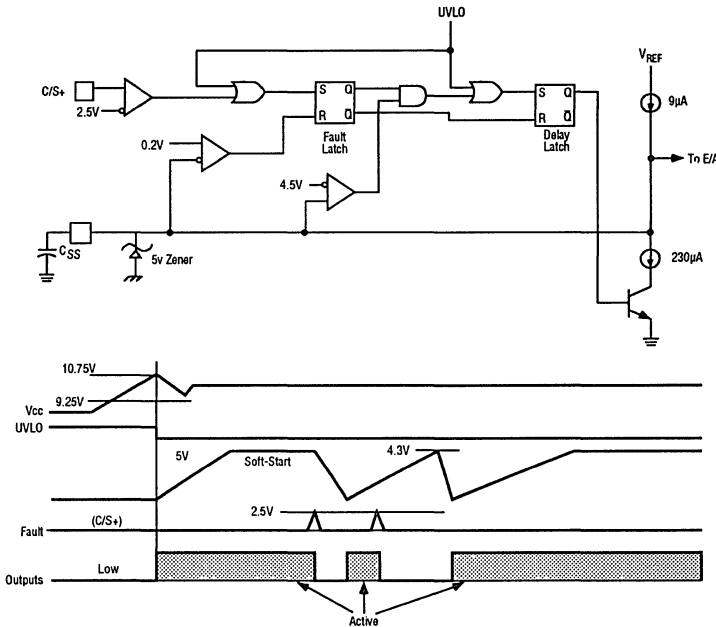 UVLO
VREF
C/S+
2.5V
S Q
R Q̅
Fault
Latch
S Q̅
R Q̅
Delay
Latch
9µA
To E/A
0.2V
4.5V
CSS
5v Zener
230µA
10.75V
9.25V
Vcc
UVLO
5V
Soft-Start
4.3V
2.5V
(C/S+)
Fault
Low
Outputs
Active